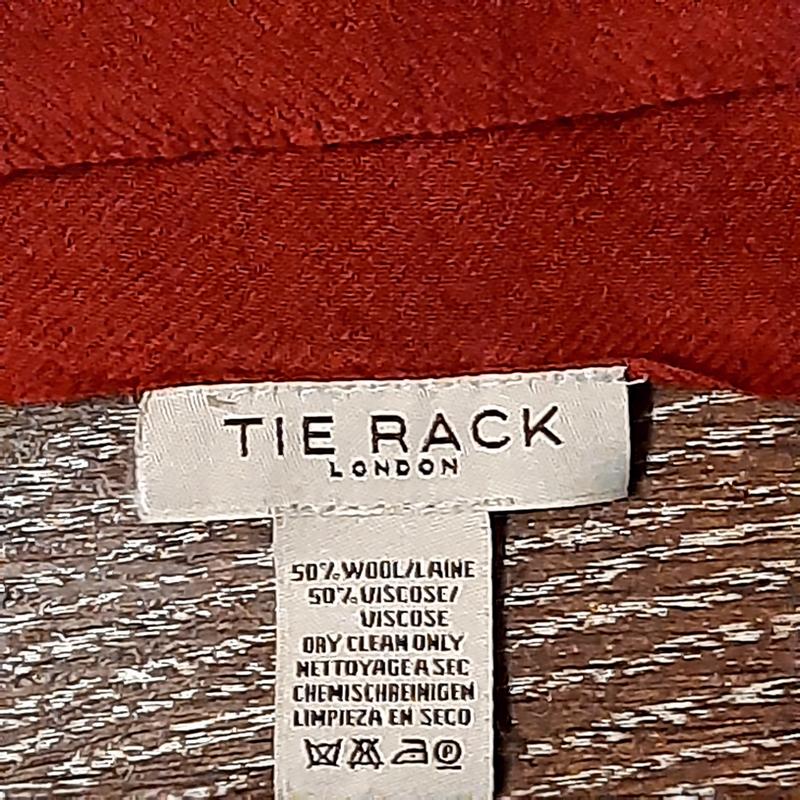 TIE RACK
LONDON
50% WOOL/LAINE
50% VISCOSE/
VISCOSE
DRY CLEAN ONLY
NETTOYAGE A SEC
CHEMISCHREINIGEN
LIMPIEZA EN SECO
P